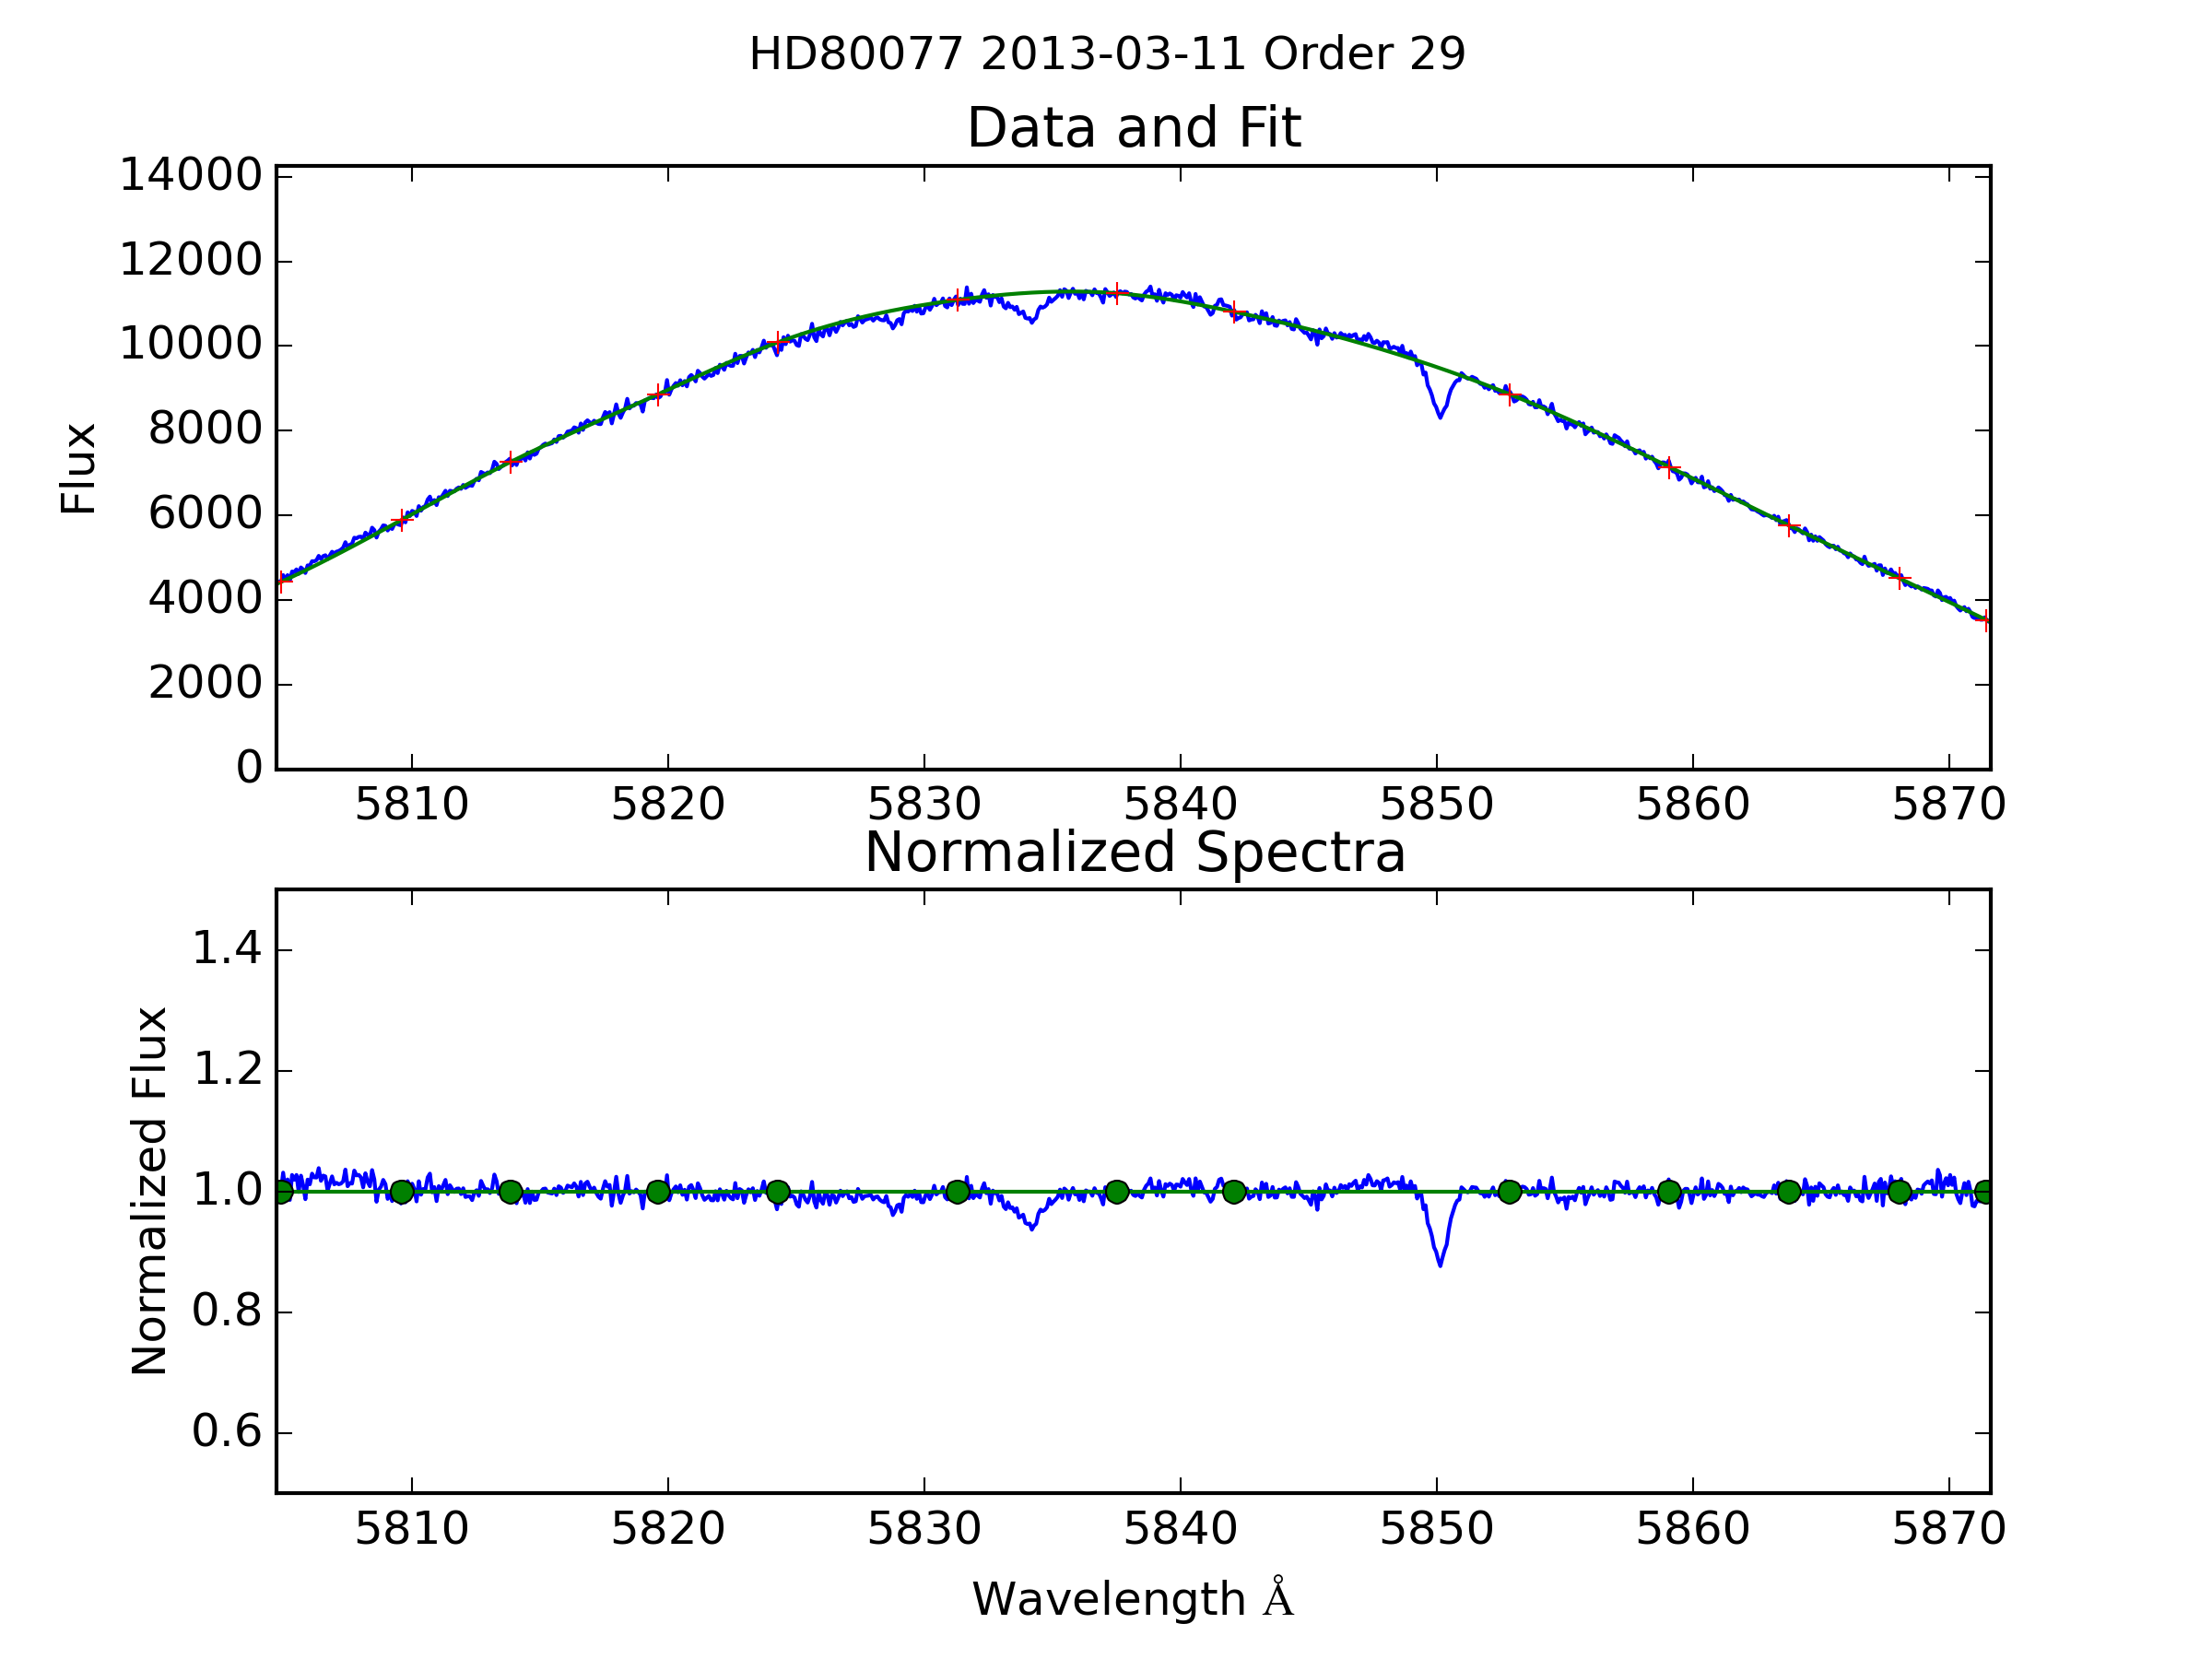 HD80077 2013-03-11 Order 29
Data and Fit
14000
12000
10000
8000
6000
4000
2000
0
Flux
5810 5820 5830 5840 5850 5860 5870
Normalized Spectra
1.4
1.2
1.0
0.8
0.6
Normalized Flux
5810 5820 5830 5840 5850 5860 5870
Wavelength Å